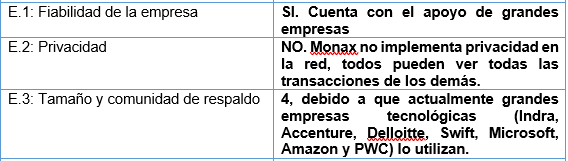 E.1: Fiabilidad de la empresa
SI. Cuenta con el apoyo de grandes
empresas
E.2: Privacidad
NO. Monax no implementa privacidad en
la red, todos pueden ver todas las
transacciones de los demás.
E.3: Tamaño y comunidad de respaldo
4, debido a que actualmente grandes
empresas tecnológicas (Indra,
Accenture, Delloitte, Swift, Microsoft,
Amazon y PWC) lo utilizan.